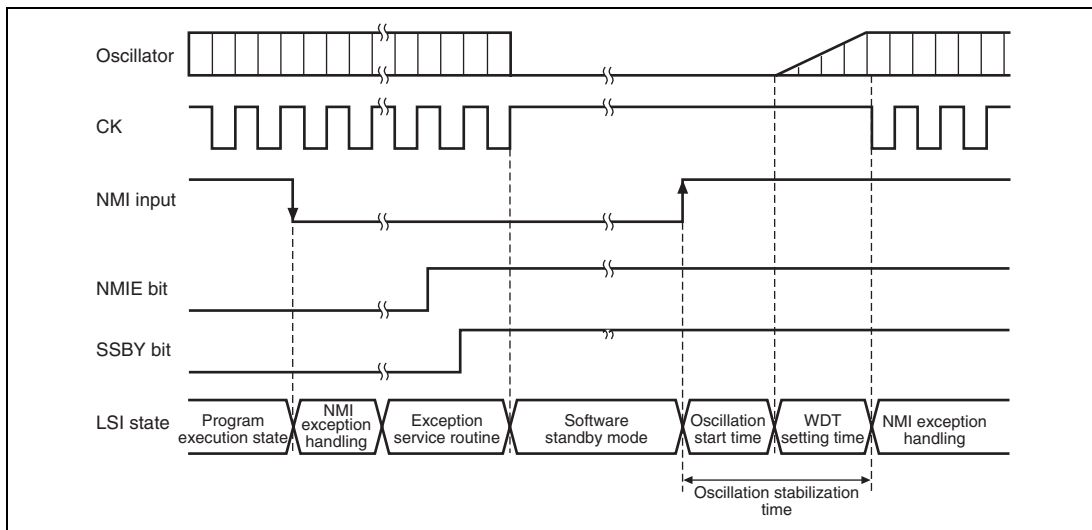 Oscillator
CK
NMI input
NMIE bit
SSBY bit
LSI state
Program
execution state
NMI
exception
handling
Exception
service routine
Software
standby mode
Oscillation
start time
WDT
setting time
NMI exception
handling
Oscillation stabilization
time